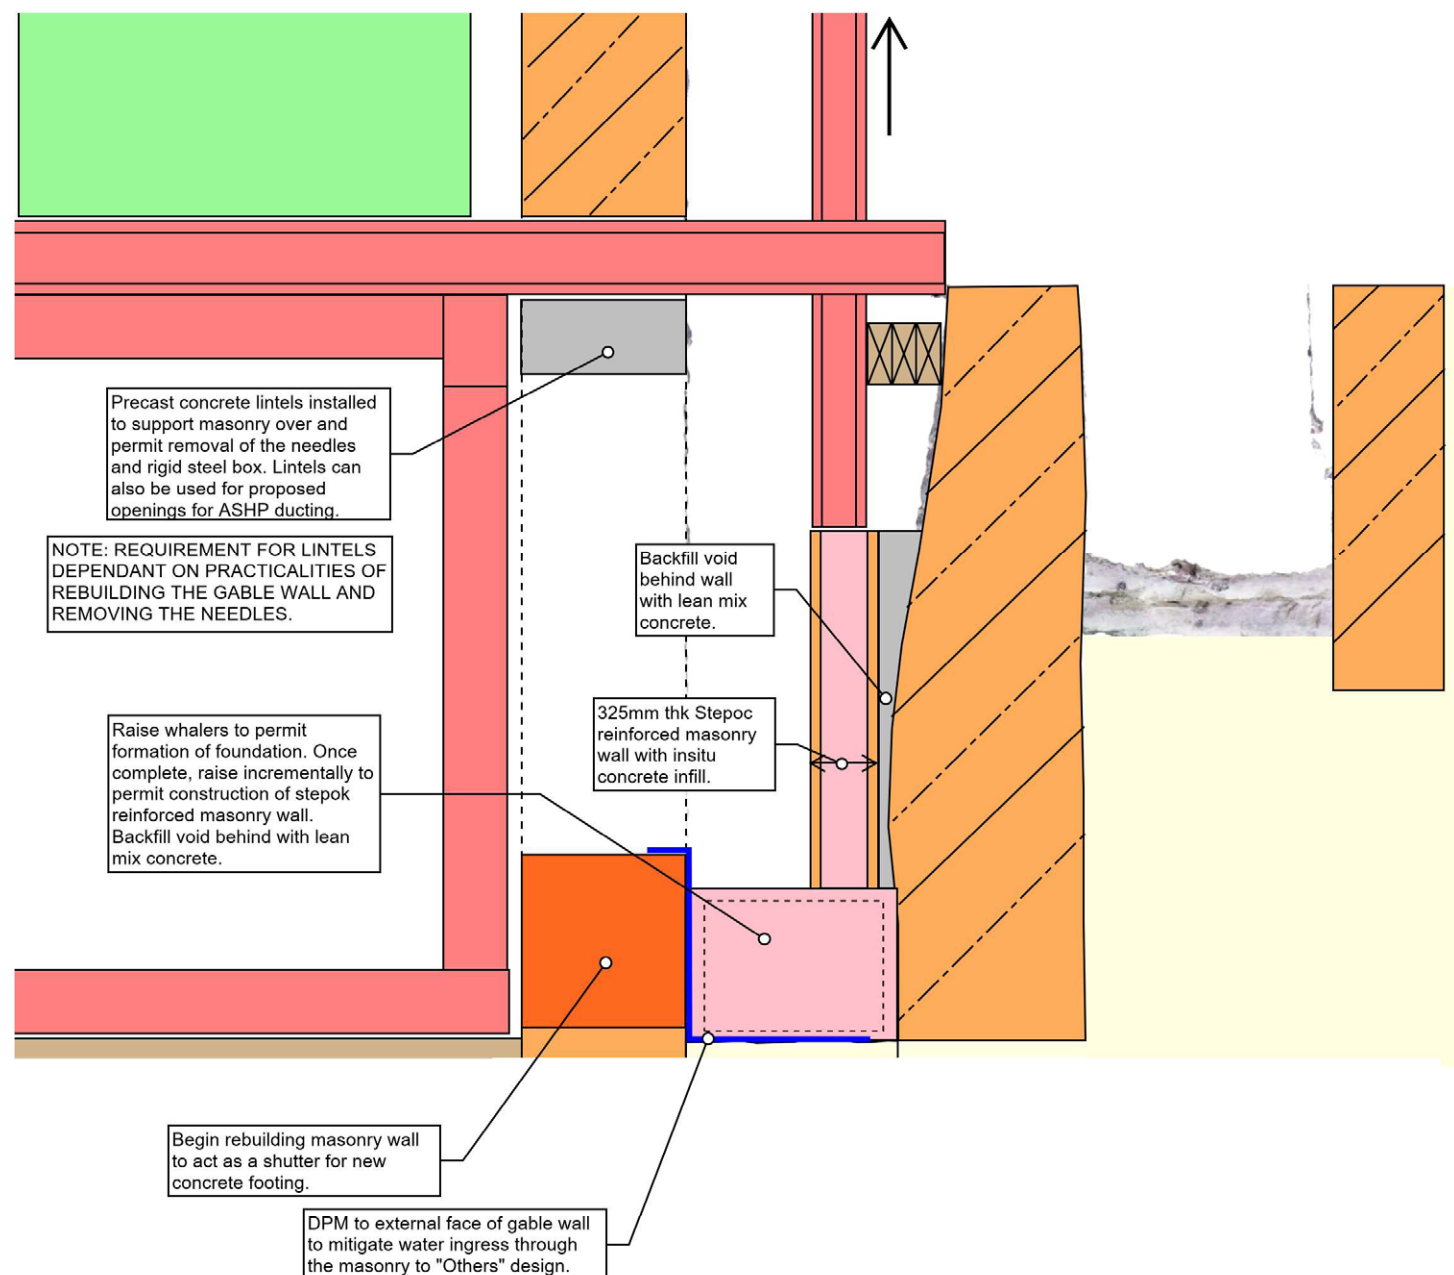 Precast concrete lintels installed
to support masonry over and
permit removal of the needles
and rigid steel box. Lintels can
also be used for proposed
openings for ASHP ducting.
NOTE: REQUIREMENT FOR LINTELS
DEPENDANT ON PRACTICALITIES OF
REBUILDING THE GABLE WALL AND
REMOVING THE NEEDLES.
Backfill void
behind wall
with lean mix
concrete.
325mm thk Stepoc
reinforced masonry
wall with insitu
concrete infill.
Raise whalers to permit
formation of foundation. Once
complete, raise incrementally to
permit construction of stepok
reinforced masonry wall.
Backfill void behind with lean
mix concrete.
Begin rebuilding masonry wall
to act as a shutter for new
concrete footing.
DPM to external face of gable wall
to mitigate water ingress through
the masonry to "Others" design.